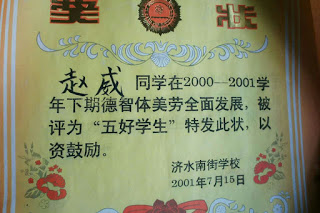 奖状
赵威 同学在2000—2001学
年下期德智体美劳全面发展，被
评为“五好学生”特发此状，以
资鼓励。
济水南街学校
2001年7月15日